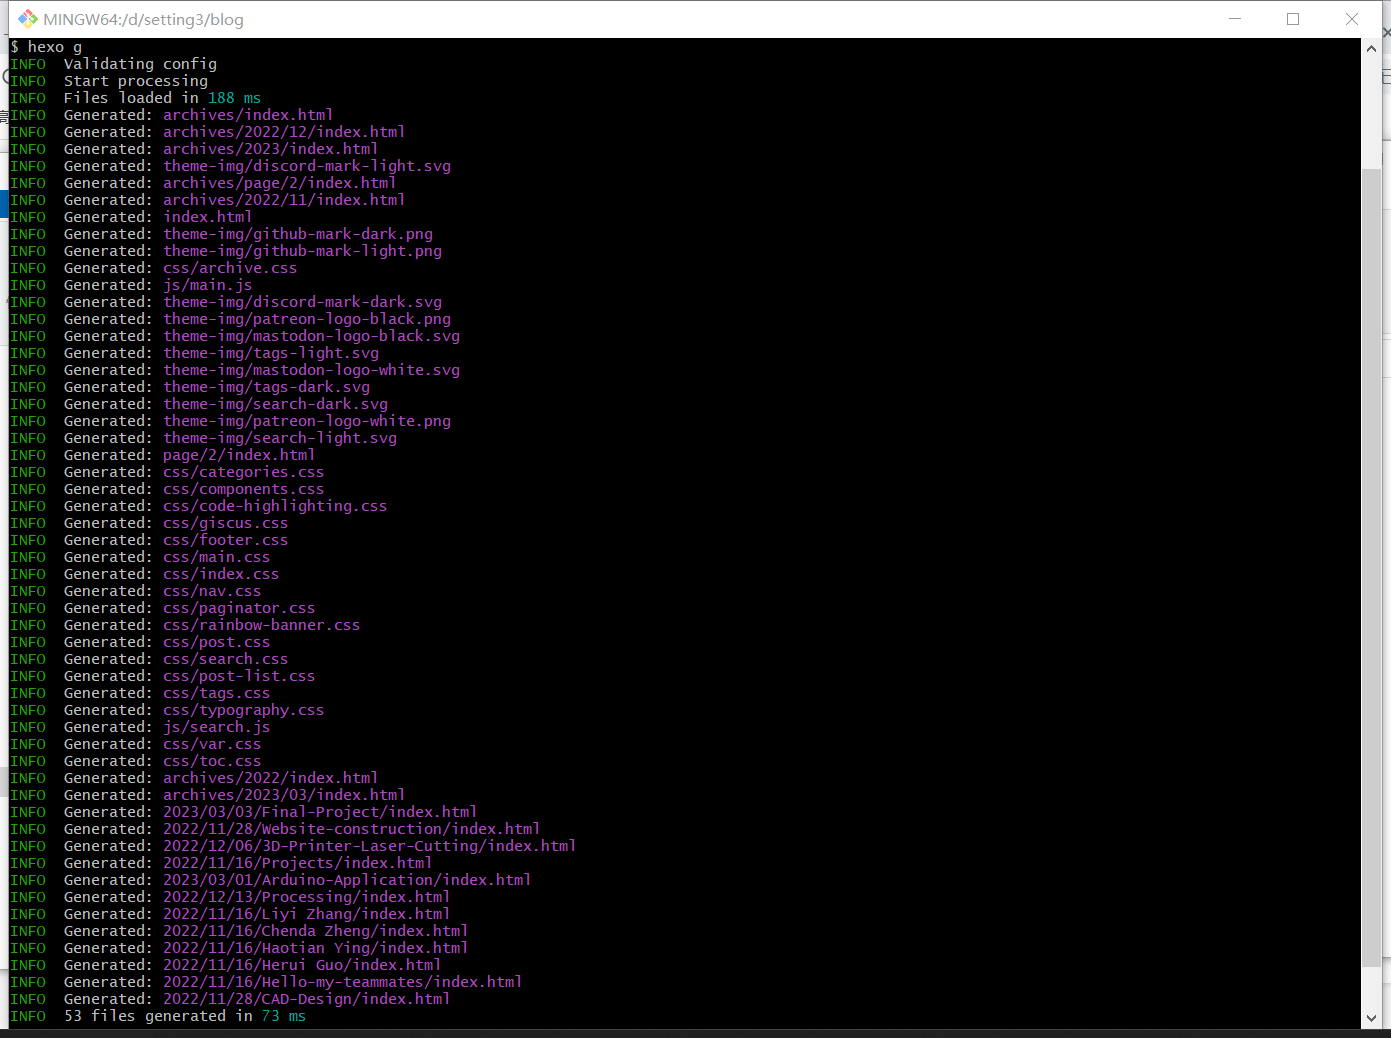 MINGW64:/d/setting3/blog
$ hexo g
INFO  Validating config
INFO  Start processing
INFO  Files loaded in 188 ms
INFO  Generated: archives/index.html
INFO  Generated: archives/2022/12/index.html
INFO  Generated: archives/2023/index.html
INFO  Generated: theme-img/discord-mark-light.svg
INFO  Generated: archives/page/2/index.html
INFO  Generated: archives/2022/11/index.html
INFO  Generated: index.html
INFO  Generated: theme-img/github-mark-dark.png
INFO  Generated: theme-img/github-mark-light.png
INFO  Generated: css/archive.css
INFO  Generated: js/main.js
INFO  Generated: theme-img/discord-mark-dark.svg
INFO  Generated: theme-img/patreon-logo-black.png
INFO  Generated: theme-img/mastodon-logo-black.svg
INFO  Generated: theme-img/tags-light.svg
INFO  Generated: theme-img/mastodon-logo-white.svg
INFO  Generated: theme-img/tags-dark.svg
INFO  Generated: theme-img/search-dark.svg
INFO  Generated: theme-img/patreon-logo-white.png
INFO  Generated: theme-img/search-light.svg
INFO  Generated: page/2/index.html
INFO  Generated: css/categories.css
INFO  Generated: css/components.css
INFO  Generated: css/code-highlighting.css
INFO  Generated: css/giscus.css
INFO  Generated: css/footer.css
INFO  Generated: css/main.css
INFO  Generated: css/index.css
INFO  Generated: css/nav.css
INFO  Generated: css/paginator.css
INFO  Generated: css/rainbow-banner.css
INFO  Generated: css/post.css
INFO  Generated: css/search.css
INFO  Generated: css/post-list.css
INFO  Generated: css/tags.css
INFO  Generated: css/typography.css
INFO  Generated: js/search.js
INFO  Generated: css/var.css
INFO  Generated: css/toc.css
INFO  Generated: archives/2022/index.html
INFO  Generated: archives/2023/03/index.html
INFO  Generated: 2023/03/03/Final-Project/index.html
INFO  Generated: 2022/11/28/Website-construction/index.html
INFO  Generated: 2022/12/06/3D-Printer-Laser-Cutting/index.html
INFO  Generated: 2022/11/16/Projects/index.html
INFO  Generated: 2023/03/01/Arduino-Application/index.html
INFO  Generated: 2022/12/13/Processing/index.html
INFO  Generated: 2022/11/16/Liyi Zhang/index.html
INFO  Generated: 2022/11/16/Chenda Zheng/index.html
INFO  Generated: 2022/11/16/Haotian Ying/index.html
INFO  Generated: 2022/11/16/Herui Guo/index.html
INFO  Generated: 2022/11/16/Hello-my-teammates/index.html
INFO  Generated: 2022/11/28/CAD-Design/index.html
INFO  53 files generated in 73 ms